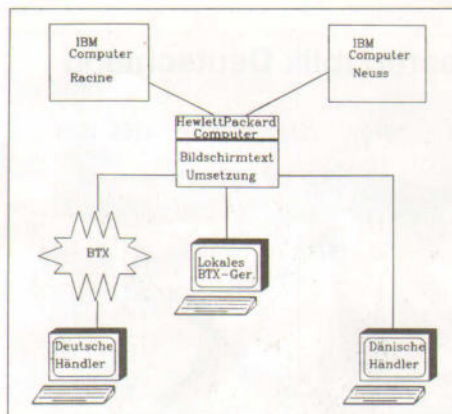 IBM
Computer
Racine
IBM
Computer
Neuss
HewlettPackard
Computer
Bildschirmtext
Umsetzung
BTX
Lokales
BTX-Ger.
Deutsche
Händler
Dänische
Händler